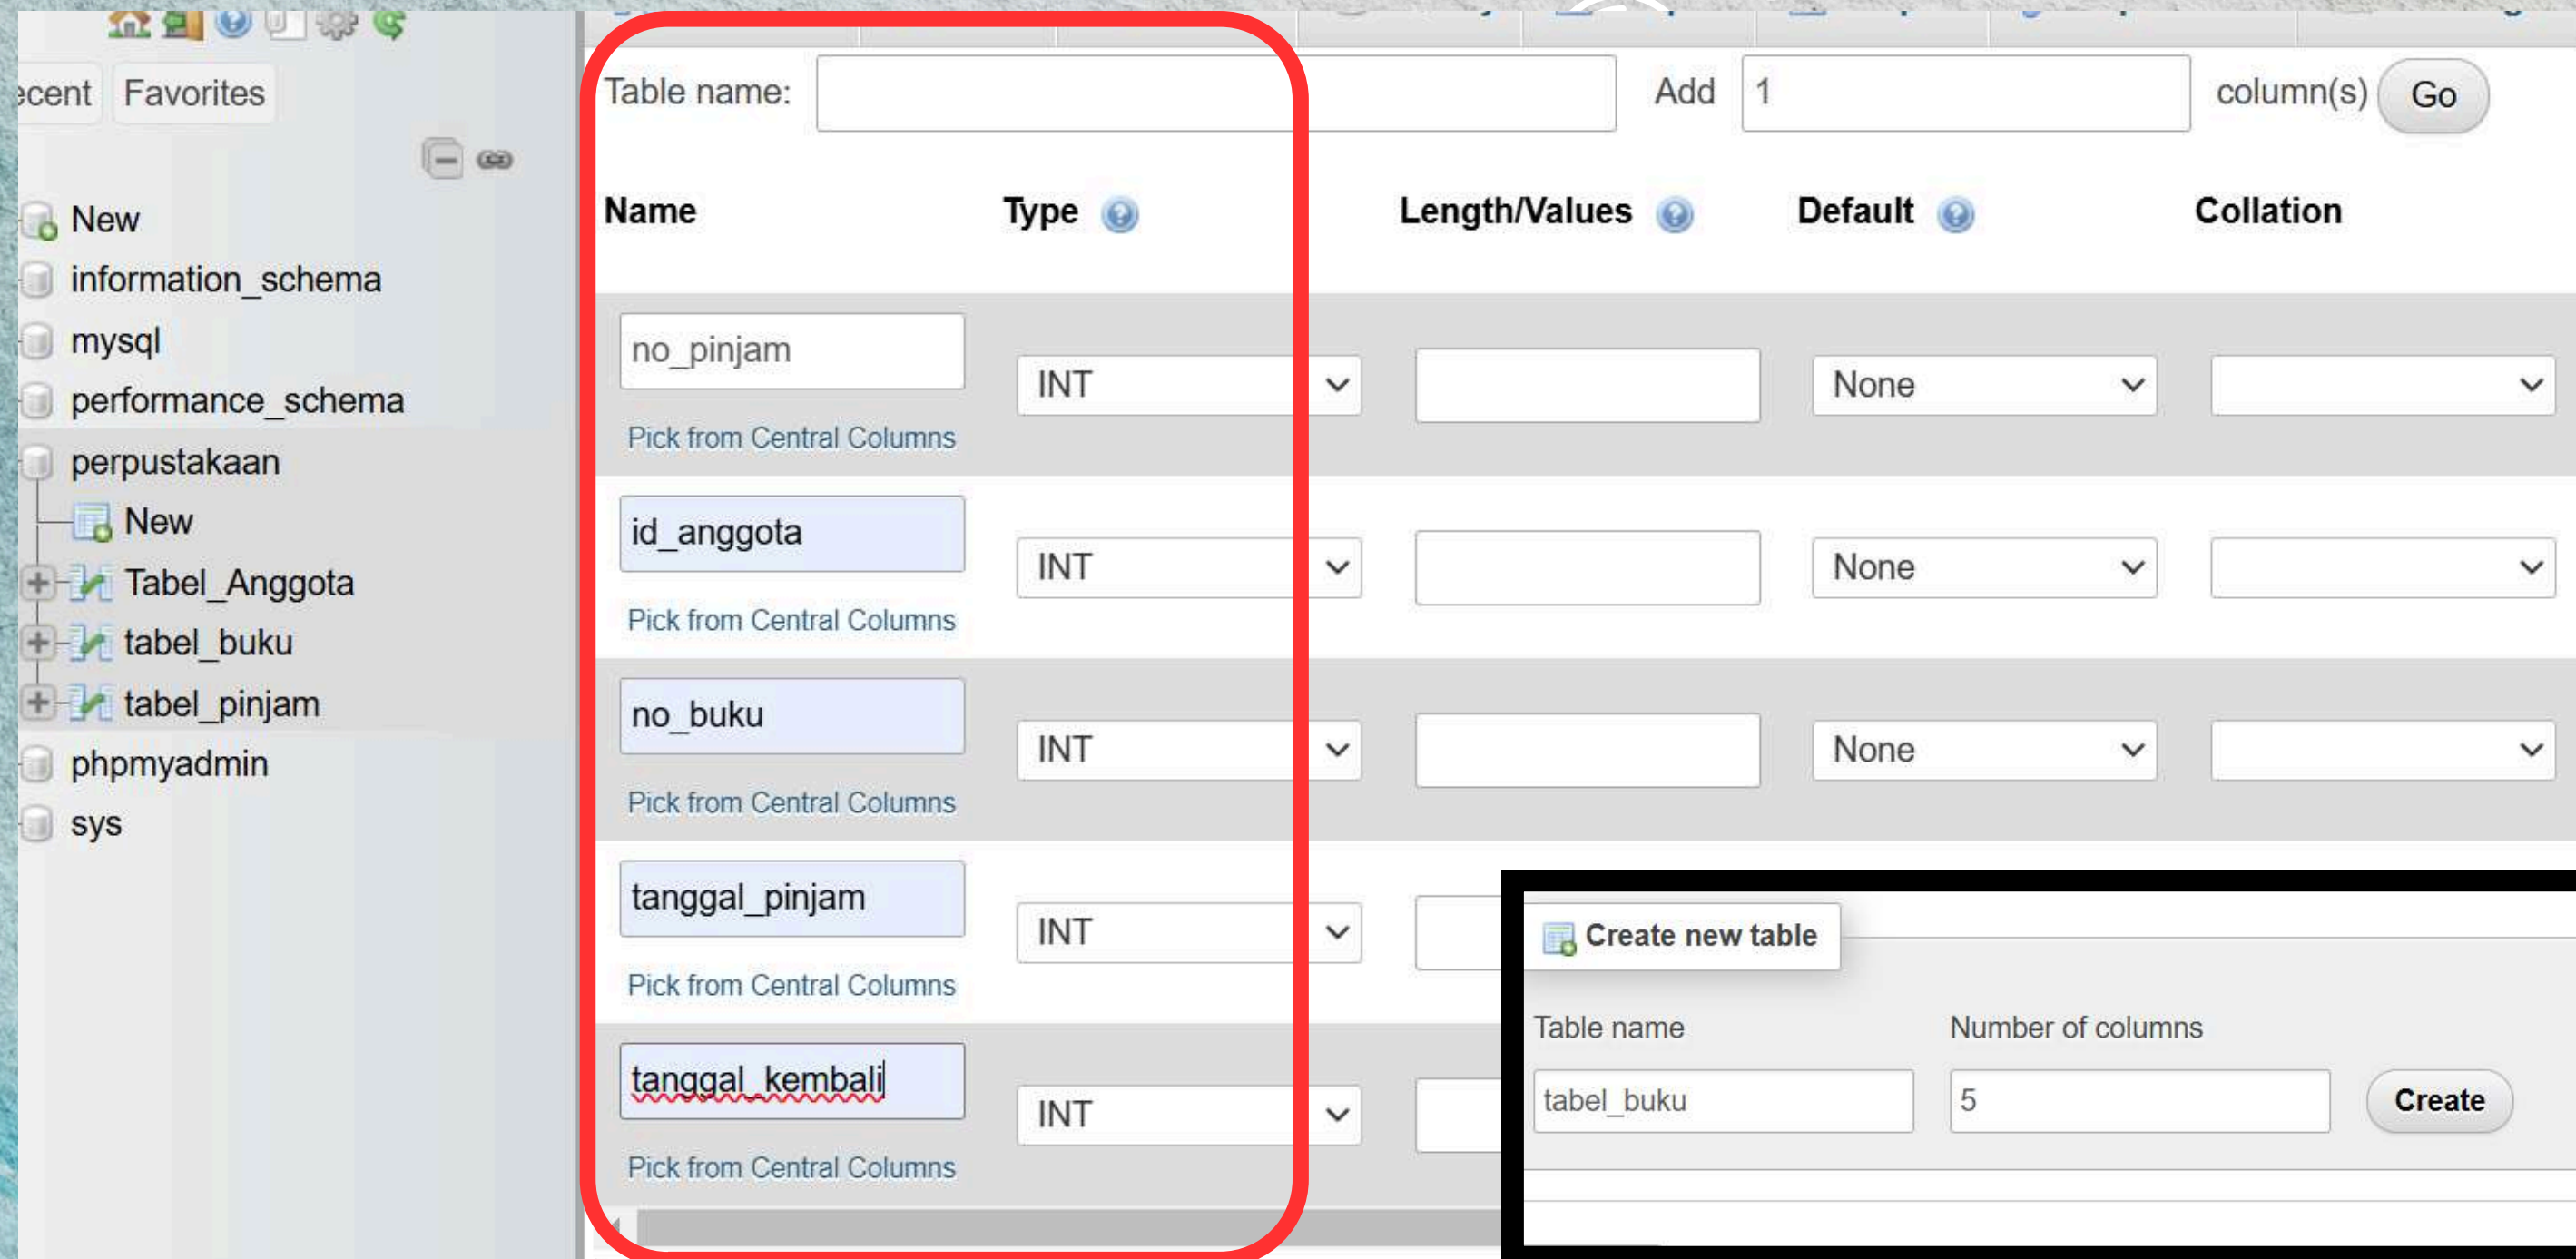 Favorites
New
information_schema
mysql
performance_schema
perpustakaan
New
Tabel_Anggota
tabel_buku
tabel_pinjam
phpmyadmin
sys
Table name: Add 1 column(s) Go
Name Type Length/Values Default Collation
no_pinjam INT None
Pick from Central Columns
id_anggota INT None
Pick from Central Columns
no_buku INT None
Pick from Central Columns
tanggal_pinjam INT
Pick from Central Columns
tanggal_kembali INT
Pick from Central Columns
Create new table
Table name Number of columns
tabel_buku 5 Create